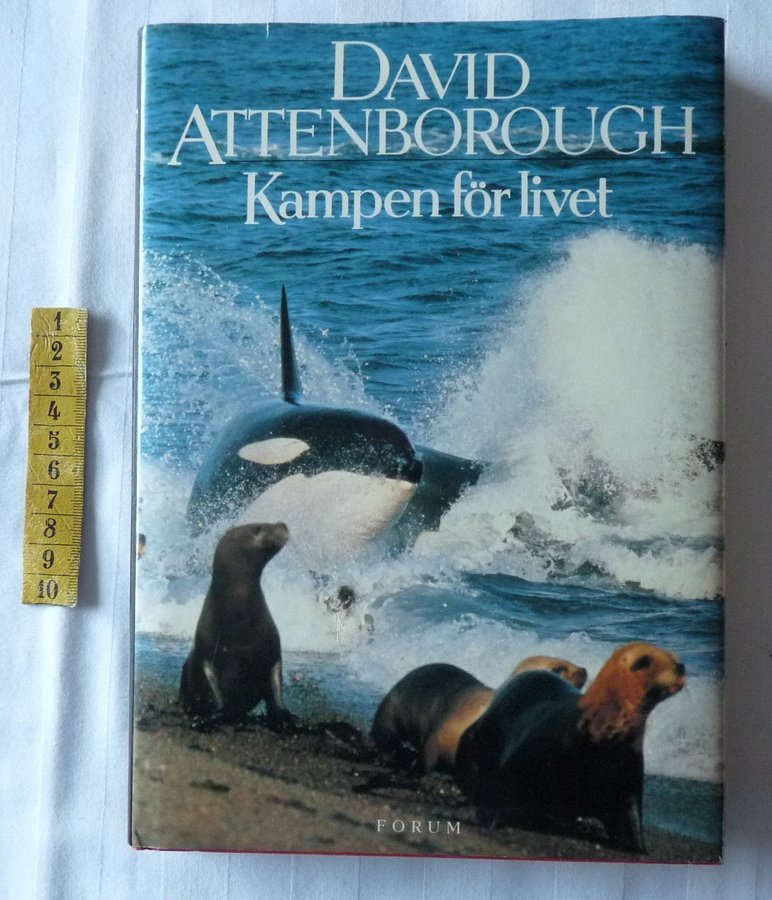 DAVID
ATTENBOROUGH
Kampen för livet
1
2
3
4
5
6
7
8
9
10
FORUM